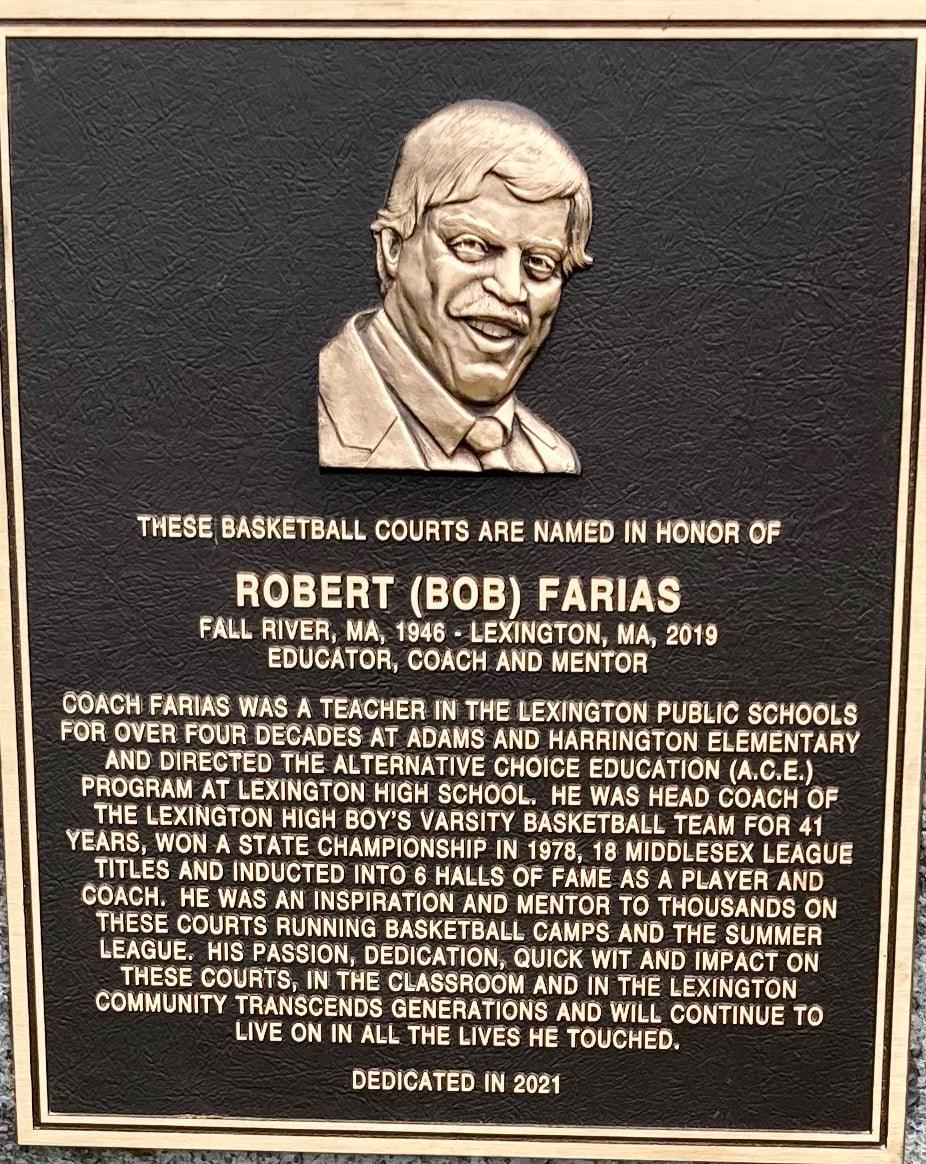 THESE BASKETBALL COURTS ARE NAMED IN HONOR OF
ROBERT (BOB) FARIAS
FALL RIVER, MA, 1946 - LEXINGTON, MA, 2019
EDUCATOR, COACH AND MENTOR
COACH FARIAS WAS A TEACHER IN THE LEXINGTON PUBLIC SCHOOLS
FOR OVER FOUR DECADES AT ADAMS AND HARRINGTON ELEMENTARY
AND DIRECTED THE ALTERNATIVE CHOICE EDUCATION (A.C.E.)
PROGRAM AT LEXINGTON HIGH SCHOOL. HE WAS HEAD COACH OF
THE LEXINGTON HIGH BOY'S VARSITY BASKETBALL TEAM FOR 41
YEARS, WON A STATE CHAMPIONSHIP IN 1978, 18 MIDDLESEX LEAGUE
TITLES AND INDUCTED INTO 6 HALLS OF FAME AS A PLAYER AND
COACH. HE WAS AN INSPIRATION AND MENTOR TO THOUSANDS ON
THESE COURTS RUNNING BASKETBALL CAMPS AND THE SUMMER
LEAGUE. HIS PASSION, DEDICATION, QUICK WIT AND IMPACT ON
THESE COURTS, IN THE CLASSROOM AND IN THE LEXINGTON
COMMUNITY TRANSCENDS GENERATIONS AND WILL CONTINUE TO
LIVE ON IN ALL THE LIVES HE TOUCHED.
DEDICATED IN 2021